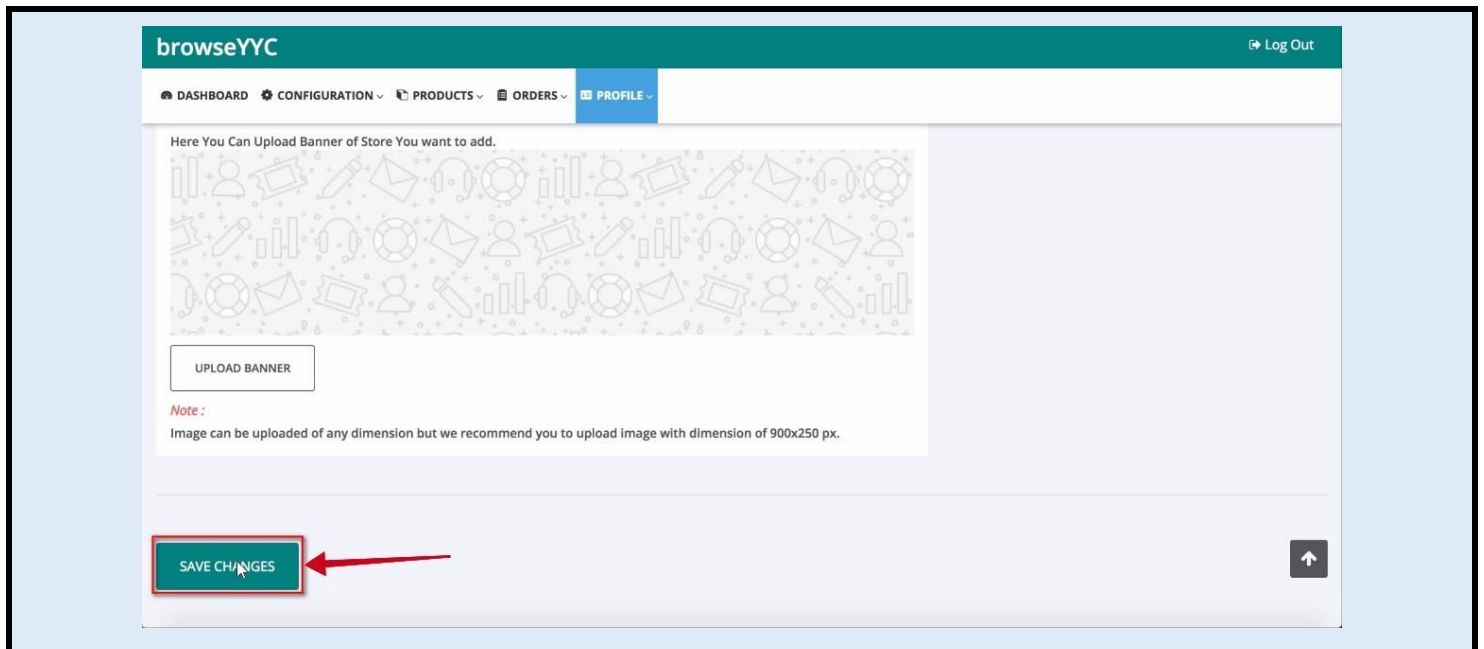 browseYYC
Log Out
DASHBOARD CONFIGURATION PRODUCTS ORDERS PROFILE
Here You Can Upload Banner of Store You want to add.
UPLOAD BANNER
Note :
Image can be uploaded of any dimension but we recommend you to upload image with dimension of 900x250 px.
SAVE CHANGES